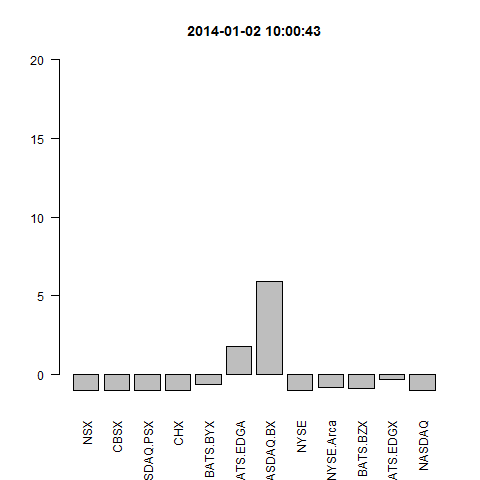 2014-01-02 10:00:43
20
15
10
5
0
NSX
CBSX
SDAQ.PSX
CHX
BATS.BYX
ATS.EDGA
ASDAQ.BX
NYSE
NYSE.Arca
BATS.BZX
ATS.EDGX
NASDAQ